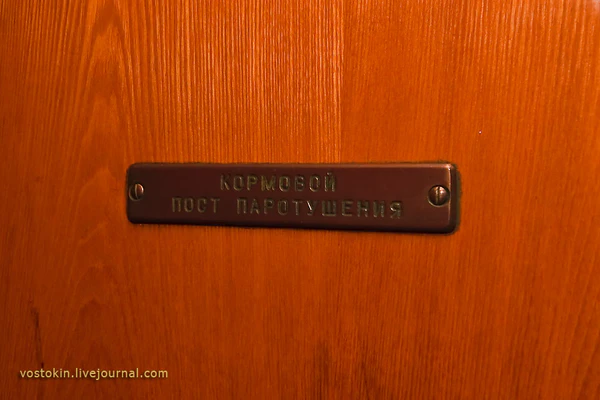 КОРМОВОЙ
ПОСТ ПАРОТУШЕНИЯ
vostokin.livejournal.com